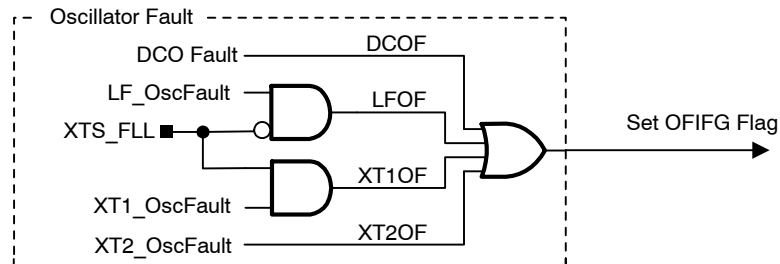 Oscillator Fault
DCO Fault
DCOF
LF_OscFault
LFOF
XTS_FLL
Set OFIFG Flag
XT1OF
XT1_OscFault
XT2OF
XT2_OscFault